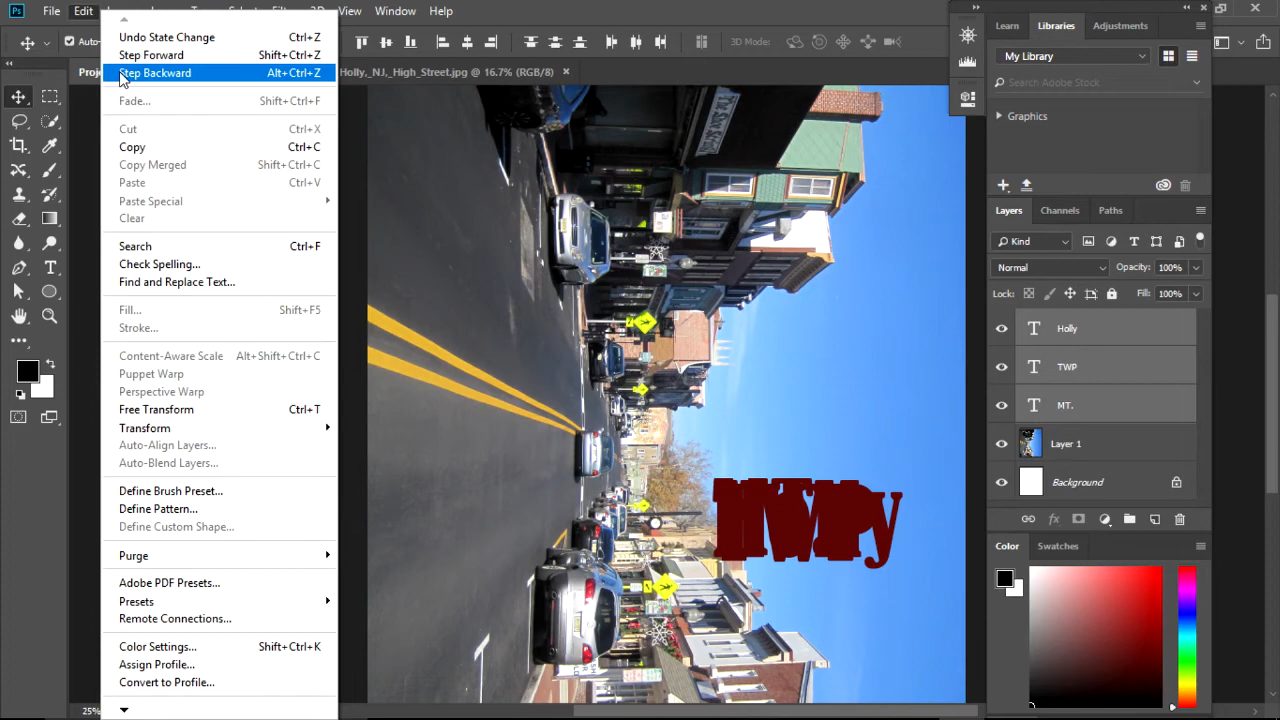 Ps File Edit Window Help
Auto- 3D Mode:
Proj Holly,_NJ,_High_Street.jpg @ 16.7% (RGB/8) ×
Undo State Change Ctrl+Z
Step Forward Shift+Ctrl+Z
Step Backward Alt+Ctrl+Z
Fade... Shift+Ctrl+F
Cut Ctrl+X
Copy Ctrl+C
Copy Merged Shift+Ctrl+C
Paste Ctrl+V
Paste Special
Clear
Search Ctrl+F
Check Spelling...
Find and Replace Text...
Fill... Shift+F5
Stroke...
Content-Aware Scale Alt+Shift+Ctrl+C
Puppet Warp
Perspective Warp
Free Transform Ctrl+T
Transform
Auto-Align Layers...
Auto-Blend Layers...
Define Brush Preset...
Define Pattern...
Define Custom Shape...
Purge
Adobe PDF Presets...
Presets
Remote Connections...
Color Settings... Shift+Ctrl+K
Assign Profile...
Convert to Profile...
25%
Learn Libraries Adjustments
My Library
Search Adobe Stock
Graphics
Layers Channels Paths
Kind
Normal Opacity: 100%
Lock: Fill: 100%
T Holly
T TWP
T MT.
Layer 1
Background
Color Swatches